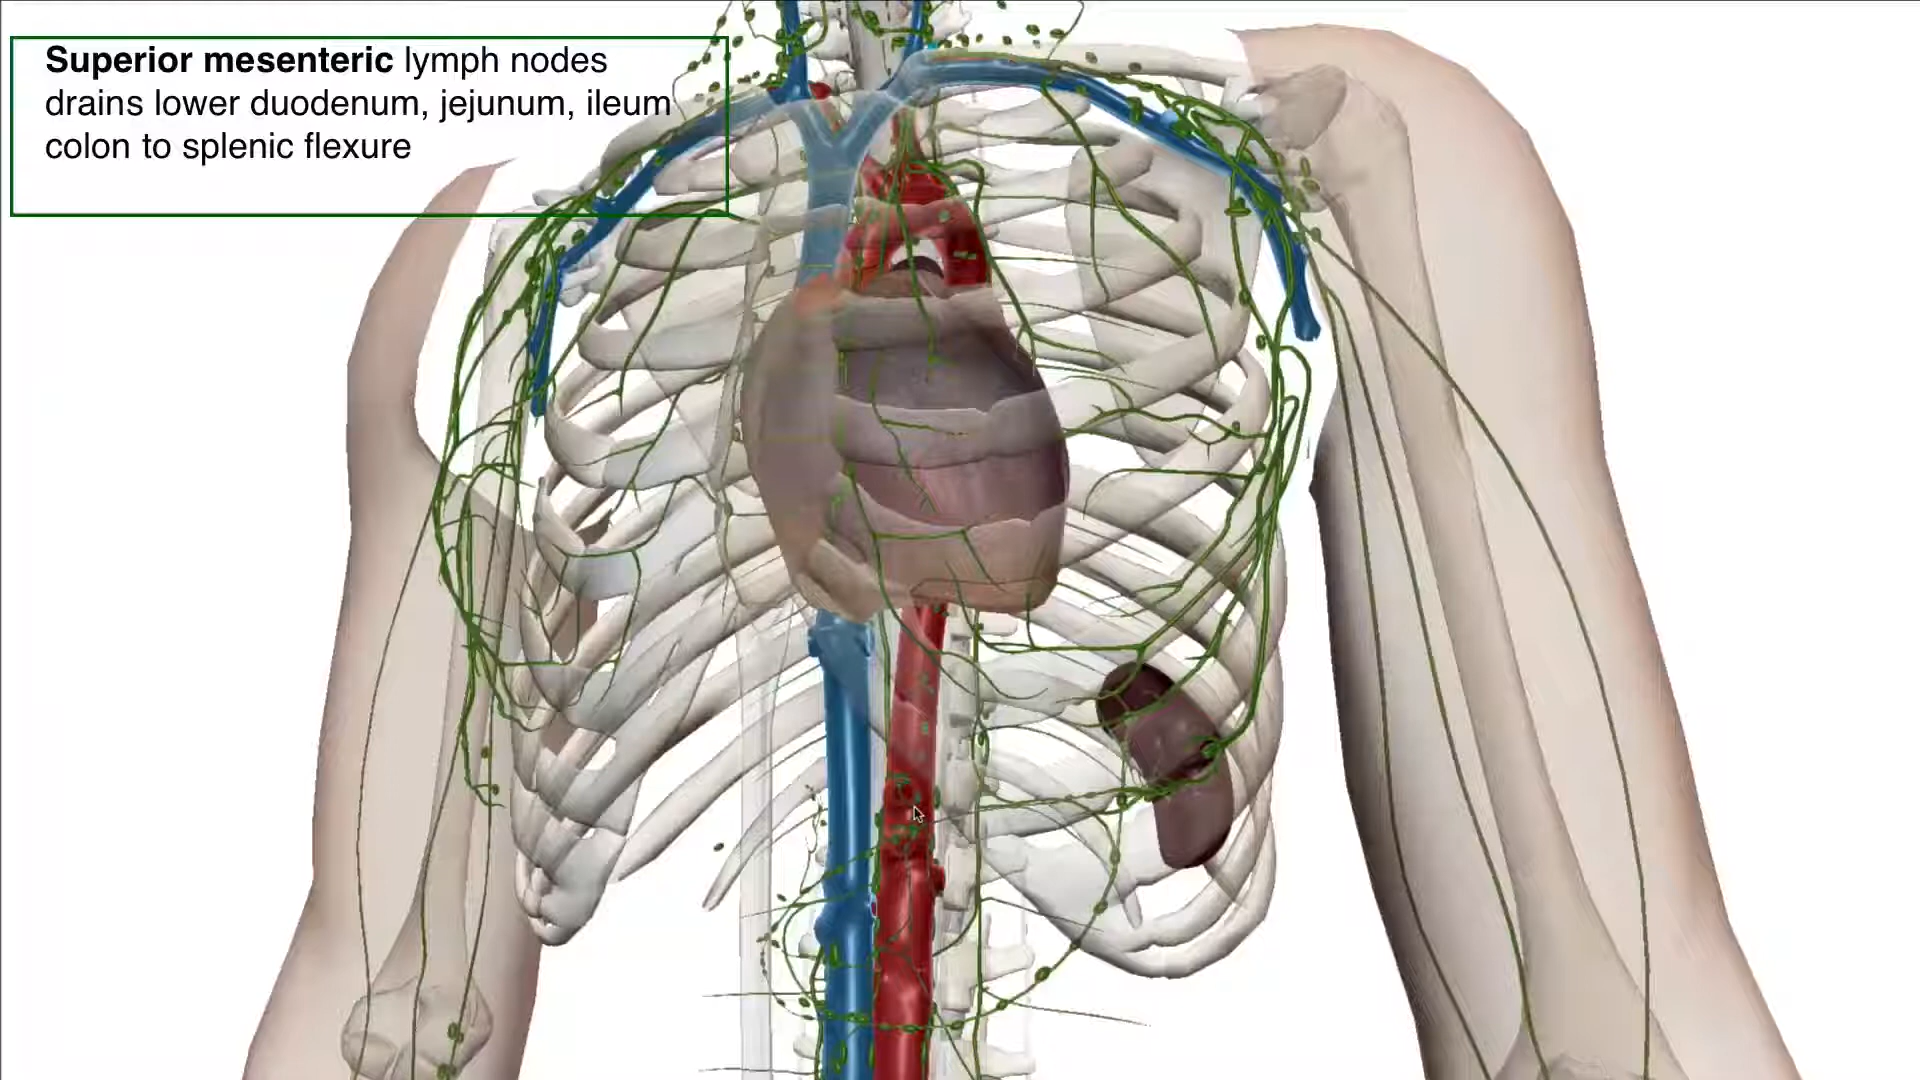 Superior mesenteric lymph nodes
drains lower duodenum, jejunum, ileum
colon to splenic flexure